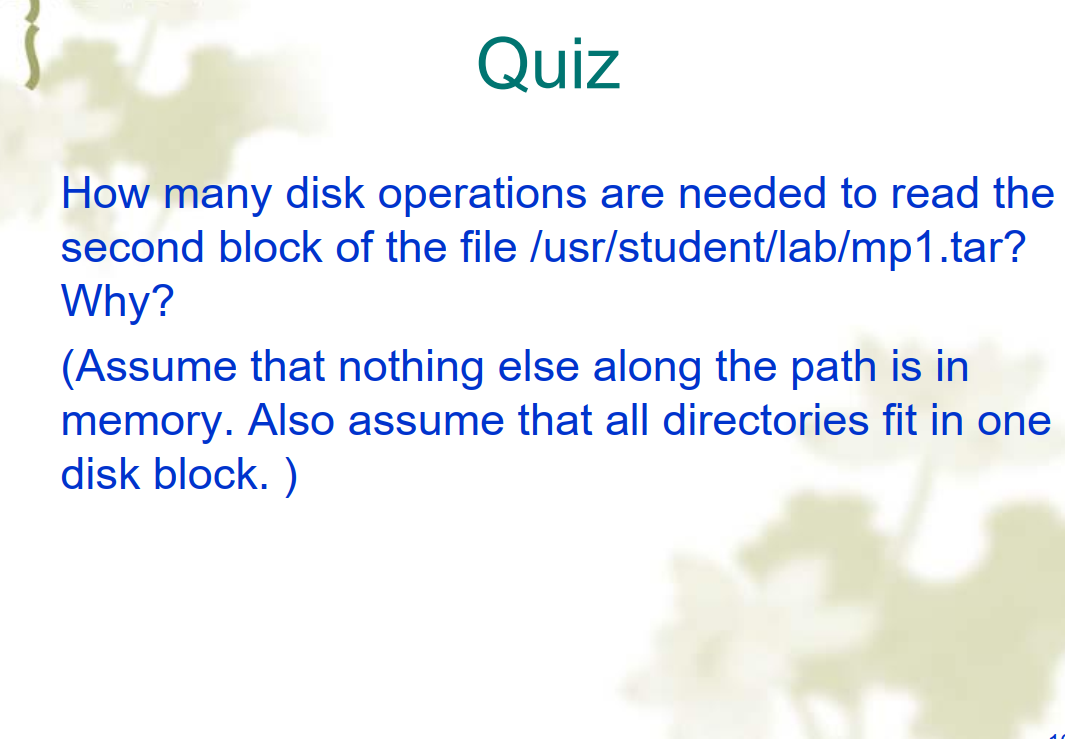 Quiz
How many disk operations are needed to read the
second block of the file /usr/student/lab/mp1.tar?
Why?
(Assume that nothing else along the path is in
memory. Also assume that all directories fit in one
disk block. )